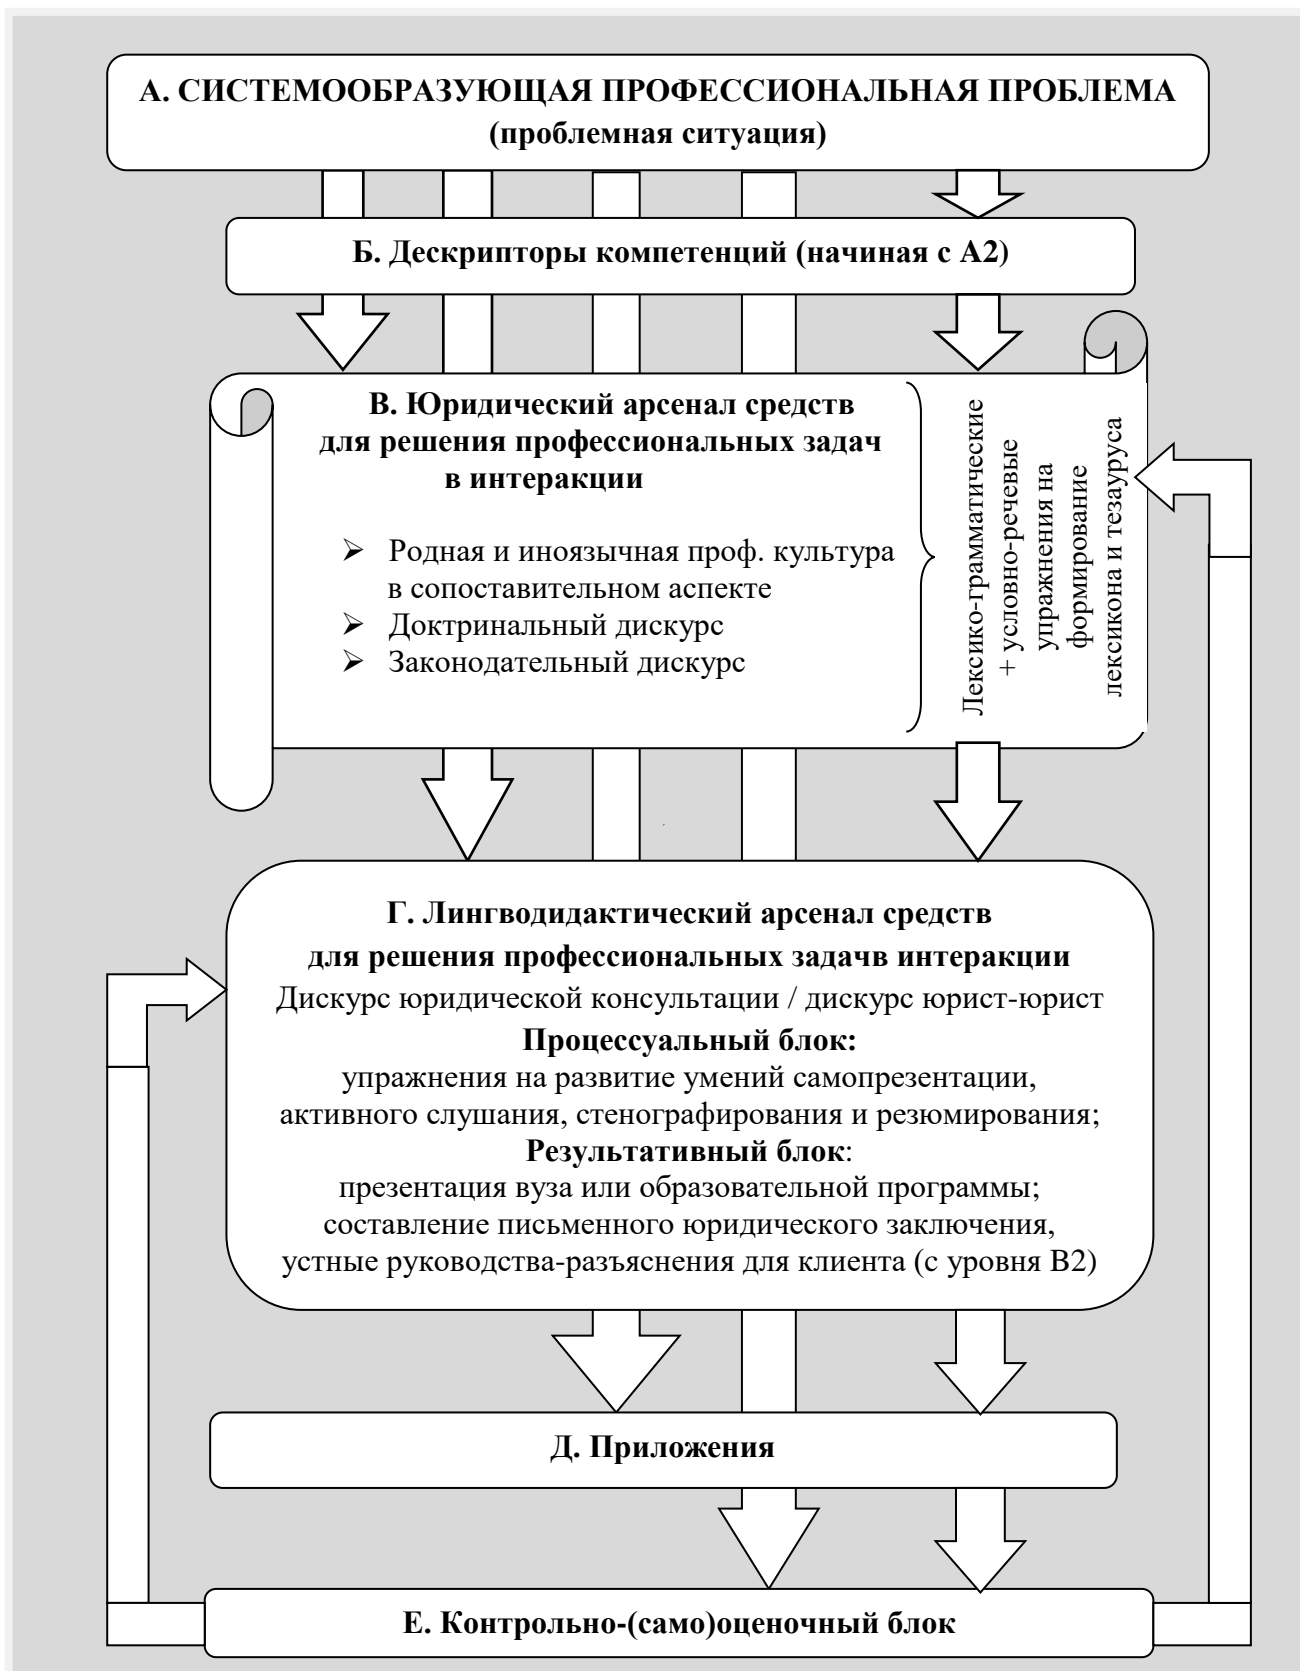 А. СИСТЕМООБРАЗУЮЩАЯ ПРОФЕССИОНАЛЬНАЯ ПРОБЛЕМА
(проблемная ситуация)
Б. Дескрипторы компетенций (начиная с А2)
В. Юридический арсенал средств
для решения профессиональных задач
в интеракции
➢ Родная и иноязычная проф. культура
в сопоставительном аспекте
➢ Доктринальный дискурс
➢ Законодательный дискурс
Лексико-грамматические
+ условно-речевые
упражнения на
формирование
лексикона и тезауруса
Г. Лингводидактический арсенал средств
для решения профессиональных задачв интеракции
Дискурс юридической консультации / дискурс юрист-юрист
Процессуальный блок:
упражнения на развитие умений самопрезентации,
активного слушания, стенографирования и резюмирования;
Результативный блок:
презентация вуза или образовательной программы;
составление письменного юридического заключения,
устные руководства-разъяснения для клиента (с уровня В2)
Д. Приложения
Е. Контрольно-(само)оценочный блок